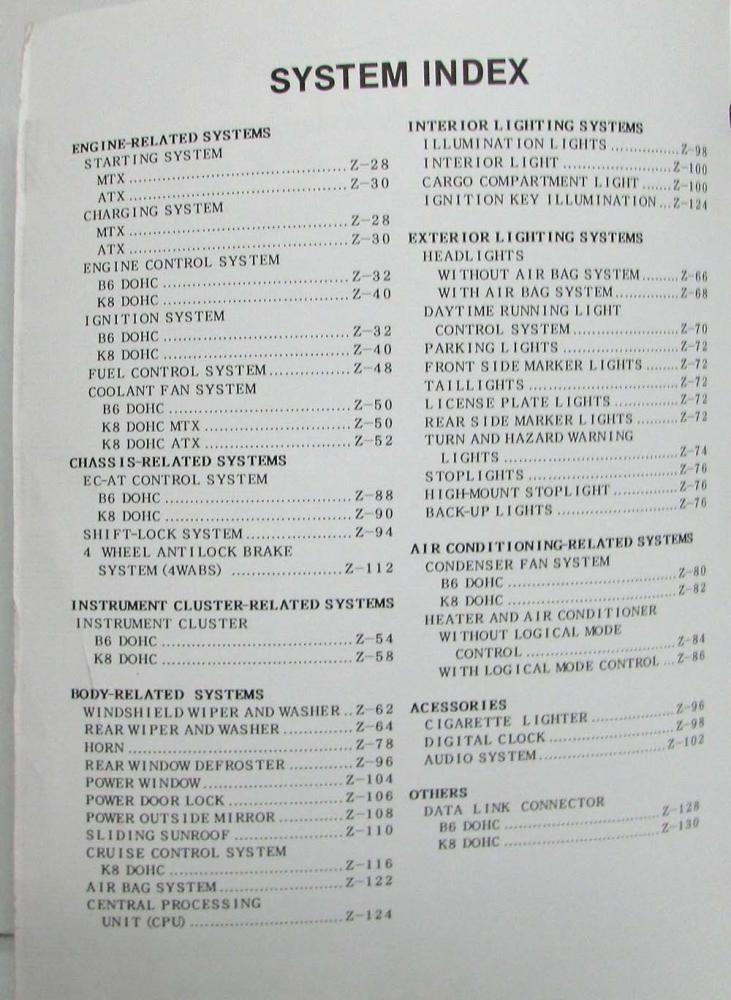 SYSTEM INDEX
ENGINE-RELATED SYSTEMS
STARTING SYSTEM
MTX ........................................ Z-28
ATX ........................................ Z-30
CHARGING SYSTEM
MTX ........................................ Z-28
ATX ........................................ Z-30
ENGINE CONTROL SYSTEM
B6 DOHC ................................... Z-32
K8 DOHC ................................... Z-40
IGNITION SYSTEM
B6 DOHC ................................... Z-32
K8 DOHC ................................... Z-40
FUEL CONTROL SYSTEM ............... Z-48
COOLANT FAN SYSTEM
B6 DOHC ................................... Z-50
K8 DOHC MTX ........................... Z-50
K8 DOHC ATX ........................... Z-52
CHASSIS-RELATED SYSTEMS
EC-AT CONTROL SYSTEM
B6 DOHC ................................... Z-88
K8 DOHC ................................... Z-90
SHIFT-LOCK SYSTEM .................... Z-94
4 WHEEL ANTILOCK BRAKE
SYSTEM (4WABS) ..................... Z-112
INSTRUMENT CLUSTER-RELATED SYSTEMS
INSTRUMENT CLUSTER
B6 DOHC ................................... Z-54
K8 DOHC ................................... Z-58
BODY-RELATED SYSTEMS
WINDSHIELD WIPER AND WASHER .. Z-62
REAR WIPER AND WASHER ............. Z-64
HORN ........................................... Z-78
REAR WINDOW DEFROSTER ............ Z-96
POWER WINDOW .......................... Z-104
POWER DOOR LOCK ...................... Z-106
POWER OUTSIDE MIRROR ............. Z-108
SLIDING SUNROOF ..................... Z-110
CRUISE CONTROL SYSTEM
K8 DOHC ................................... Z-116
AIR BAG SYSTEM ........................ Z-122
CENTRAL PROCESSING
UNIT (CPU) ............................. Z-124
INTERIOR LIGHTING SYSTEMS
ILLUMINATION LIGHTS .............. Z-98
INTERIOR LIGHT ...................... Z-100
CARGO COMPARTMENT LIGHT ...... Z-100
IGNITION KEY ILLUMINATION ... Z-124
EXTERIOR LIGHTING SYSTEMS
HEADLIGHTS
WITHOUT AIR BAG SYSTEM ......... Z-66
WITH AIR BAG SYSTEM .............. Z-68
DAYTIME RUNNING LIGHT
CONTROL SYSTEM ...................... Z-70
PARKING LIGHTS ........................ Z-72
FRONT SIDE MARKER LIGHTS ........ Z-72
TAILLIGHTS ............................... Z-72
LICENSE PLATE LIGHTS .............. Z-72
REAR SIDE MARKER LIGHTS ......... Z-72
TURN AND HAZARD WARNING
LIGHTS ................................... Z-74
STOPLIGHTS .............................. Z-76
HIGH-MOUNT STOPLIGHT ............ Z-76
BACK-UP LIGHTS ........................ Z-76
AIR CONDITIONING-RELATED SYSTEMS
CONDENSER FAN SYSTEM
B6 DOHC ................................... Z-80
K8 DOHC ................................... Z-82
HEATER AND AIR CONDITIONER
WITHOUT LOGICAL MODE
CONTROL ............................... Z-84
WITH LOGICAL MODE CONTROL ... Z-86
ACESSORIES
CIGARETTE LIGHTER ................. Z-96
DIGITAL CLOCK ........................ Z-98
AUDIO SYSTEM ......................... Z-102
OTHERS
DATA LINK CONNECTOR
B6 DOHC ................................. Z-128
K8 DOHC ................................. Z-130